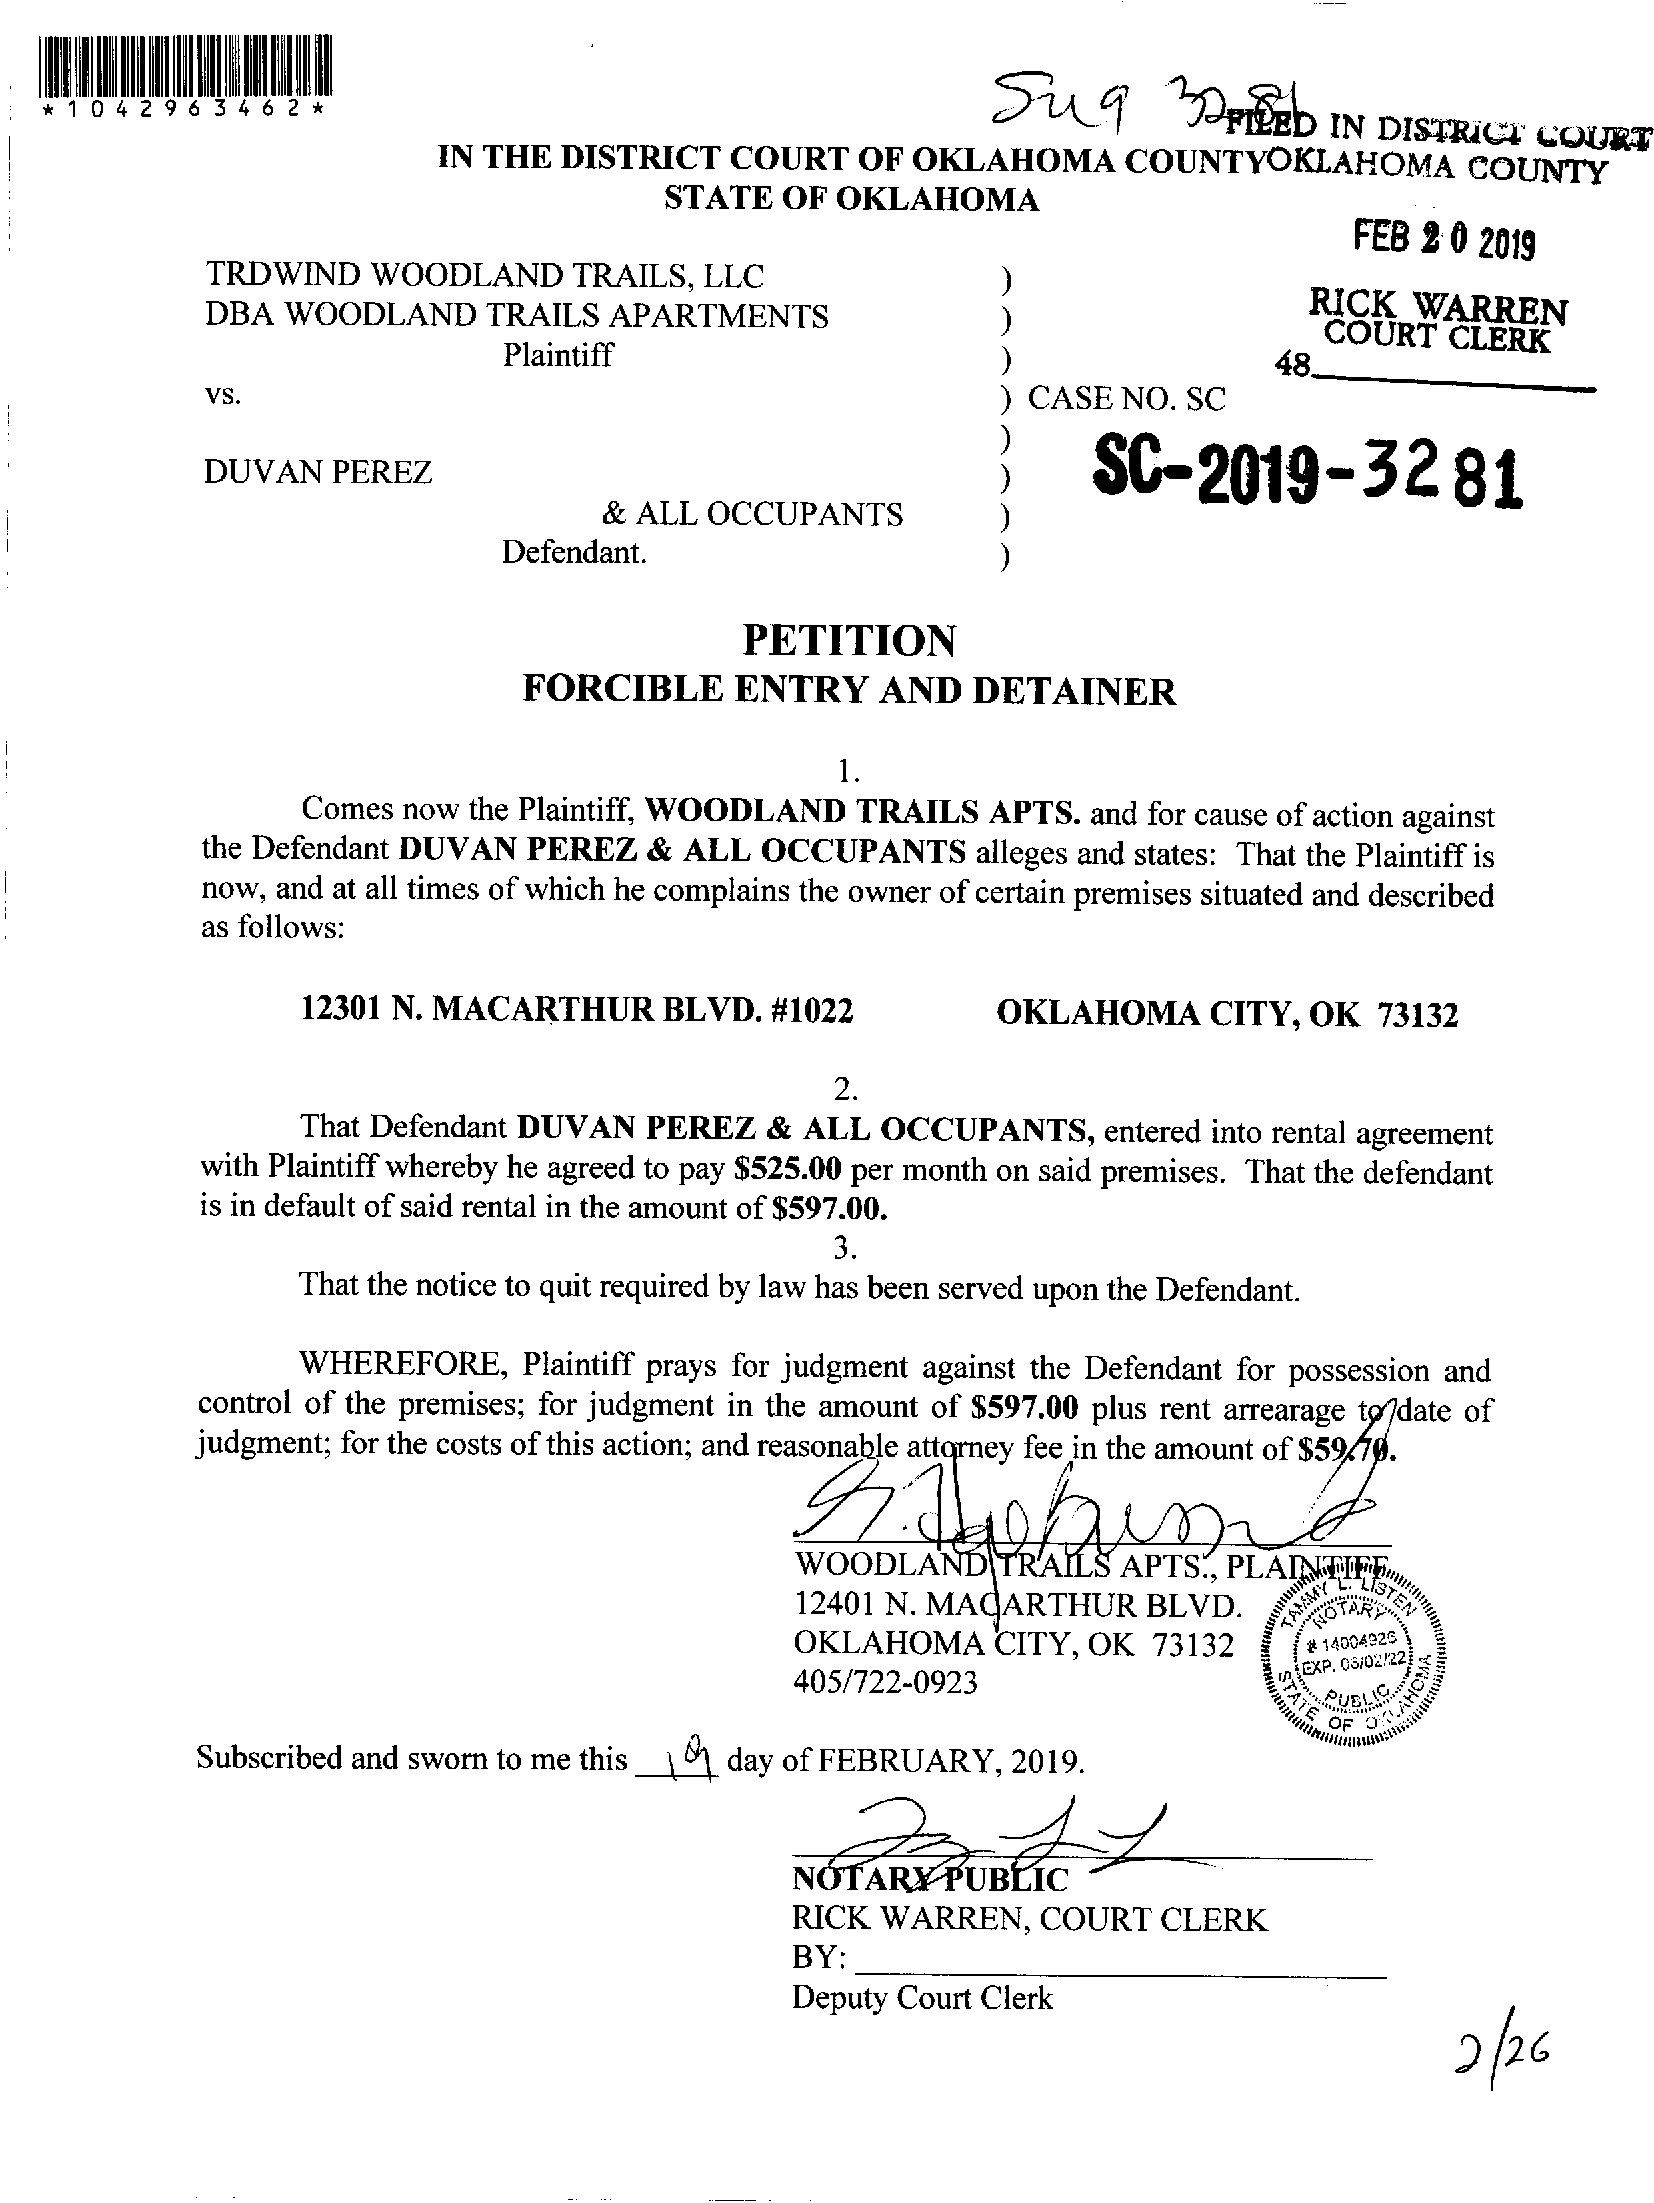 *1042963462*
FILED IN DISTRICT COURT
IN THE DISTRICT COURT OF OKLAHOMA COUNTY OKLAHOMA COUNTY
STATE OF OKLAHOMA
FEB 20 2019
TRDWIND WOODLAND TRAILS, LLC )
DBA WOODLAND TRAILS APARTMENTS )
RICK WARREN
COURT CLERK
Plaintiff )
48
vs. ) CASE NO. SC
)
SC-2019-3281
DUVAN PEREZ )
& ALL OCCUPANTS )
Defendant. )
PETITION
FORCIBLE ENTRY AND DETAINER
1.
Comes now the Plaintiff, WOODLAND TRAILS APTS. and for cause of action against
the Defendant DUVAN PEREZ & ALL OCCUPANTS alleges and states: That the Plaintiff is
now, and at all times of which he complains the owner of certain premises situated and described
as follows:
12301 N. MACARTHUR BLVD. #1022 OKLAHOMA CITY, OK 73132
2.
That Defendant DUVAN PEREZ & ALL OCCUPANTS, entered into rental agreement
with Plaintiff whereby he agreed to pay $525.00 per month on said premises. That the defendant
is in default of said rental in the amount of $597.00.
3.
That the notice to quit required by law has been served upon the Defendant.
WHEREFORE, Plaintiff prays for judgment against the Defendant for possession and
control of the premises; for judgment in the amount of $597.00 plus rent arrearage to date of
judgment; for the costs of this action; and reasonable attorney fee in the amount of $59.70.
WOODLAND TRAILS APTS., PLAINTIFF
12401 N. MACARTHUR BLVD.
OKLAHOMA CITY, OK 73132
405/722-0923
TAMMY L. LISTEN
NOTARY
# 14004926
PUBLIC
STATE OF OKLAHOMA
Subscribed and sworn to me this 19 day of FEBRUARY, 2019.
NOTARY PUBLIC
RICK WARREN, COURT CLERK
BY:
Deputy Court Clerk
2/26